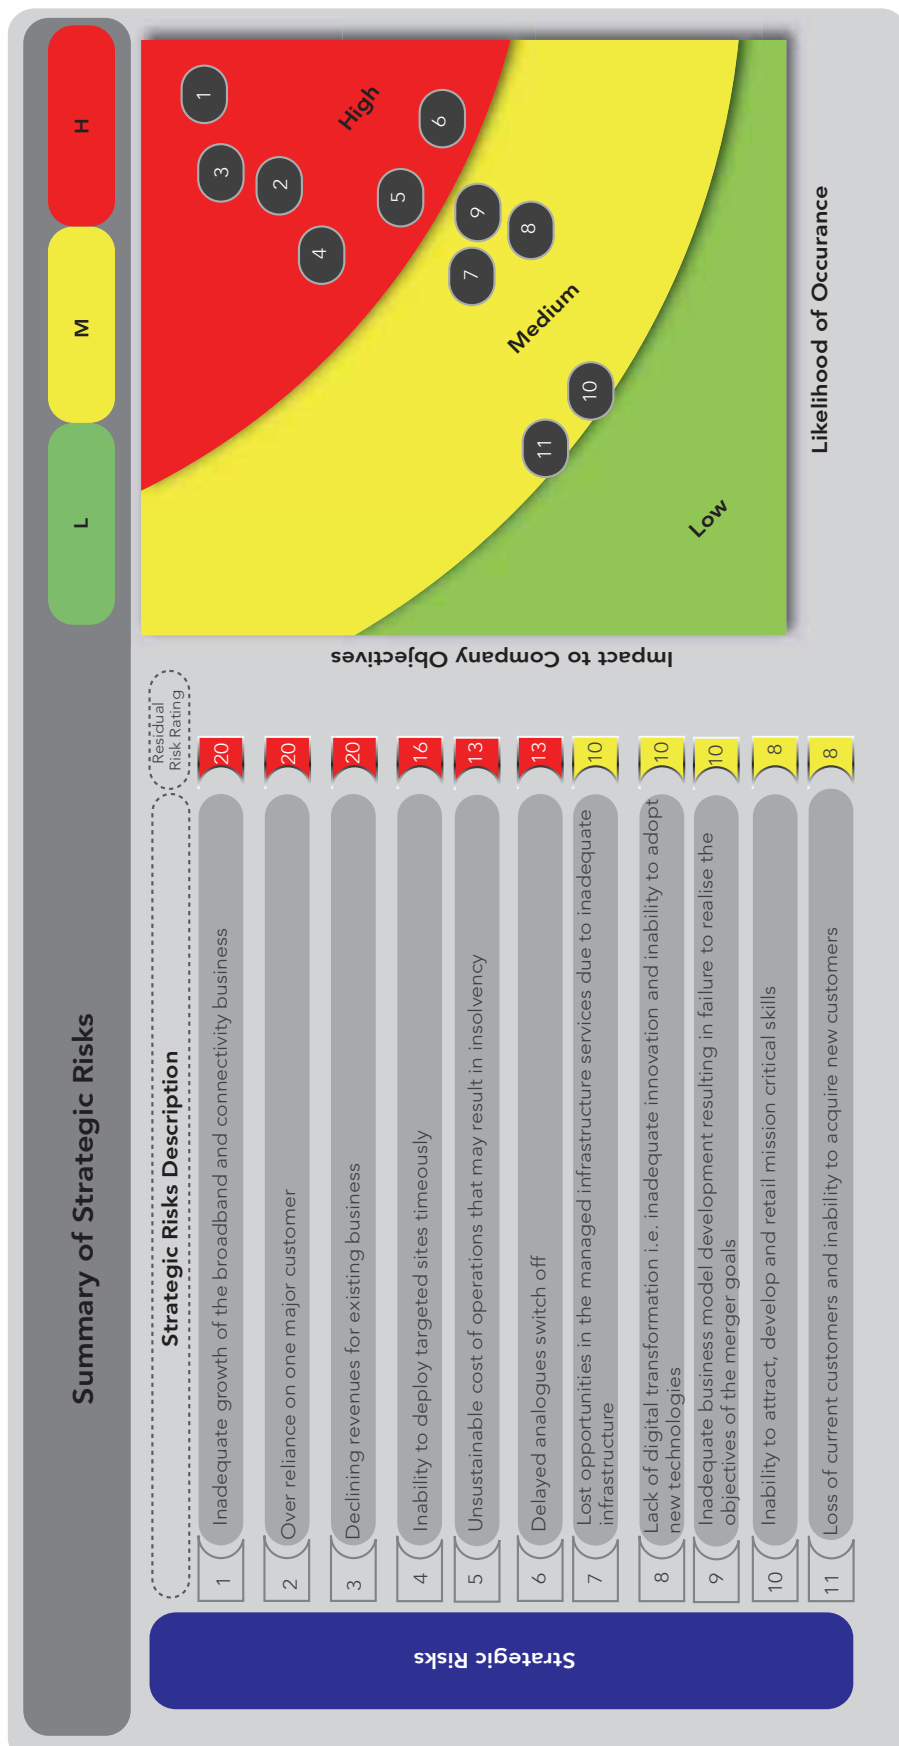 Summary of Strategic Risks
L
M
H
Strategic Risks Description
Residual
Risk Rating
Strategic Risks
1
Inadequate growth of the broadband and connectivity business
20
2
Over reliance on one major customer
20
3
Declining revenues for existing business
20
4
Inability to deploy targeted sites timeously
16
5
Unsustainable cost of operations that may result in insolvency
13
6
Delayed analogues switch off
13
7
Lost opportunities in the managed infrastructure services due to inadequate
infrastructure
10
8
Lack of digital transformation i.e. inadequate innovation and inability to adopt
new technologies
10
9
Inadequate business model development resulting in failure to realise the
objectives of the merger goals
10
10
Inability to attract, develop and retail mission critical skills
8
11
Loss of current customers and inability to acquire new customers
8
Impact to Company Objectives
1
3
2
4
High
5
6
9
7
8
Medium
11
10
Low
Likelihood of Occurance